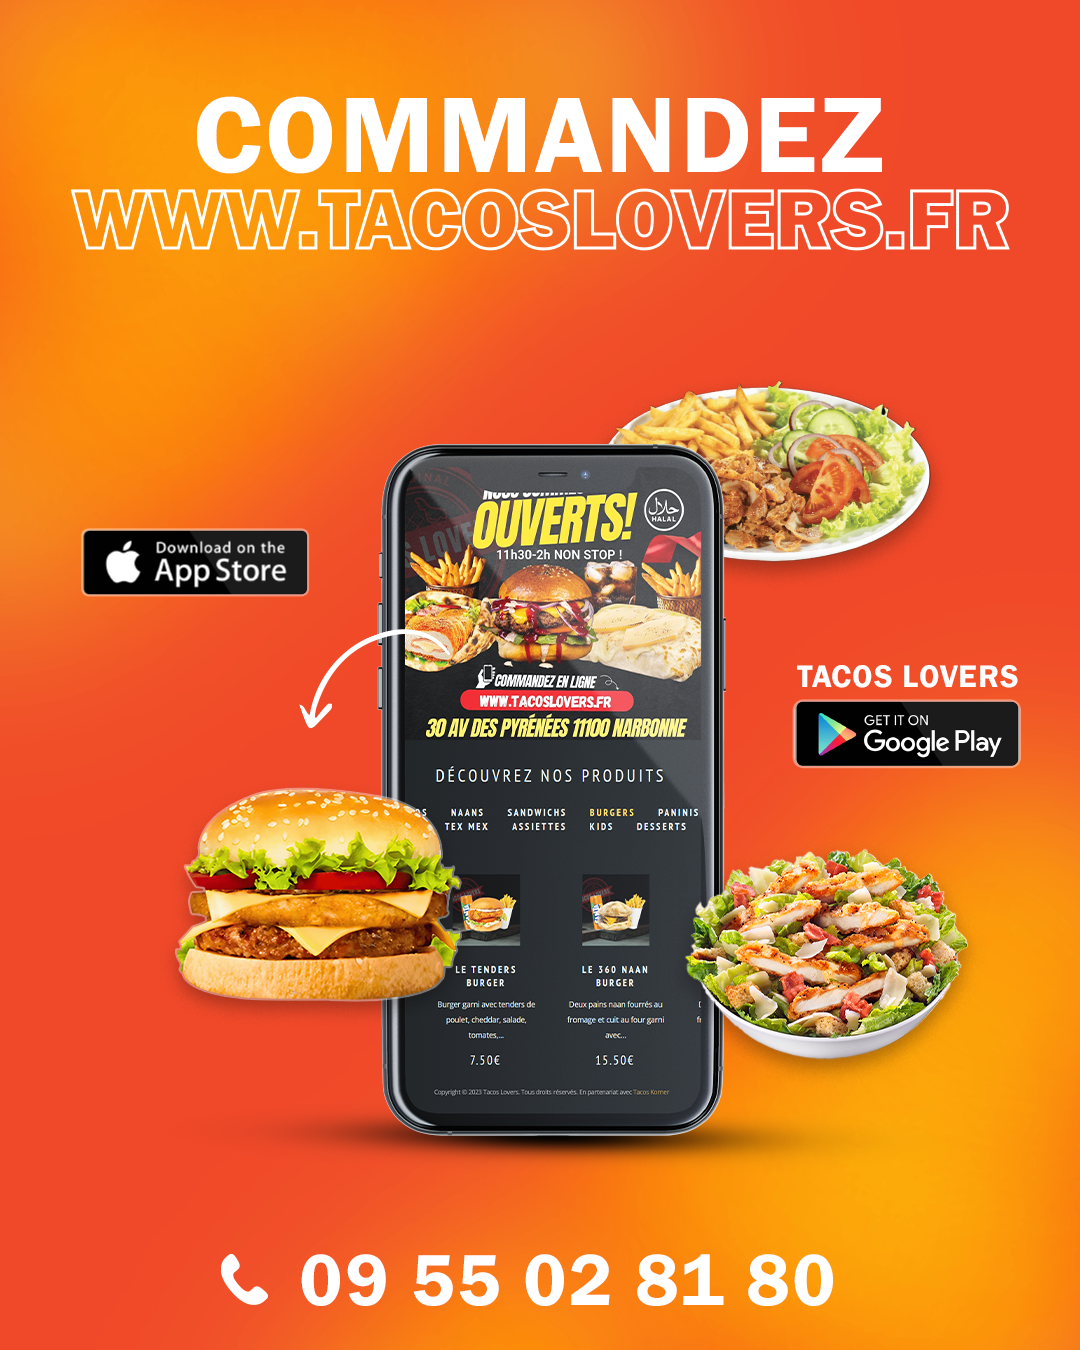 COMMANDEZ
WWW.TACOSLOVERS.FR
Download on the
App Store
OUVERTS!
حلال
HALAL
11h30-2h NON STOP !
COMMANDEZ EN LIGNE
WWW.TACOSLOVERS.FR
30 AV DES PYRÉNÉES 11100 NARBONNE
TACOS LOVERS
GET IT ON
Google Play
DÉCOUVREZ NOS PRODUITS
NAANS SANDWICHS BURGERS PANINIS
TEX MEX ASSIETTES KIDS DESSERTS
LE TENDERS
BURGER
Burger garni avec tenders de
poulet, cheddar, salade,
tomates,...
7.50€
LE 360 NAAN
BURGER
Deux pains naan fourrés au
fromage et cuit au four garni
avec...
15.50€
Copyright © 2023 Tacos Lovers. Tous droits réservés. En partenariat avec Tacos Korner
09 55 02 81 80